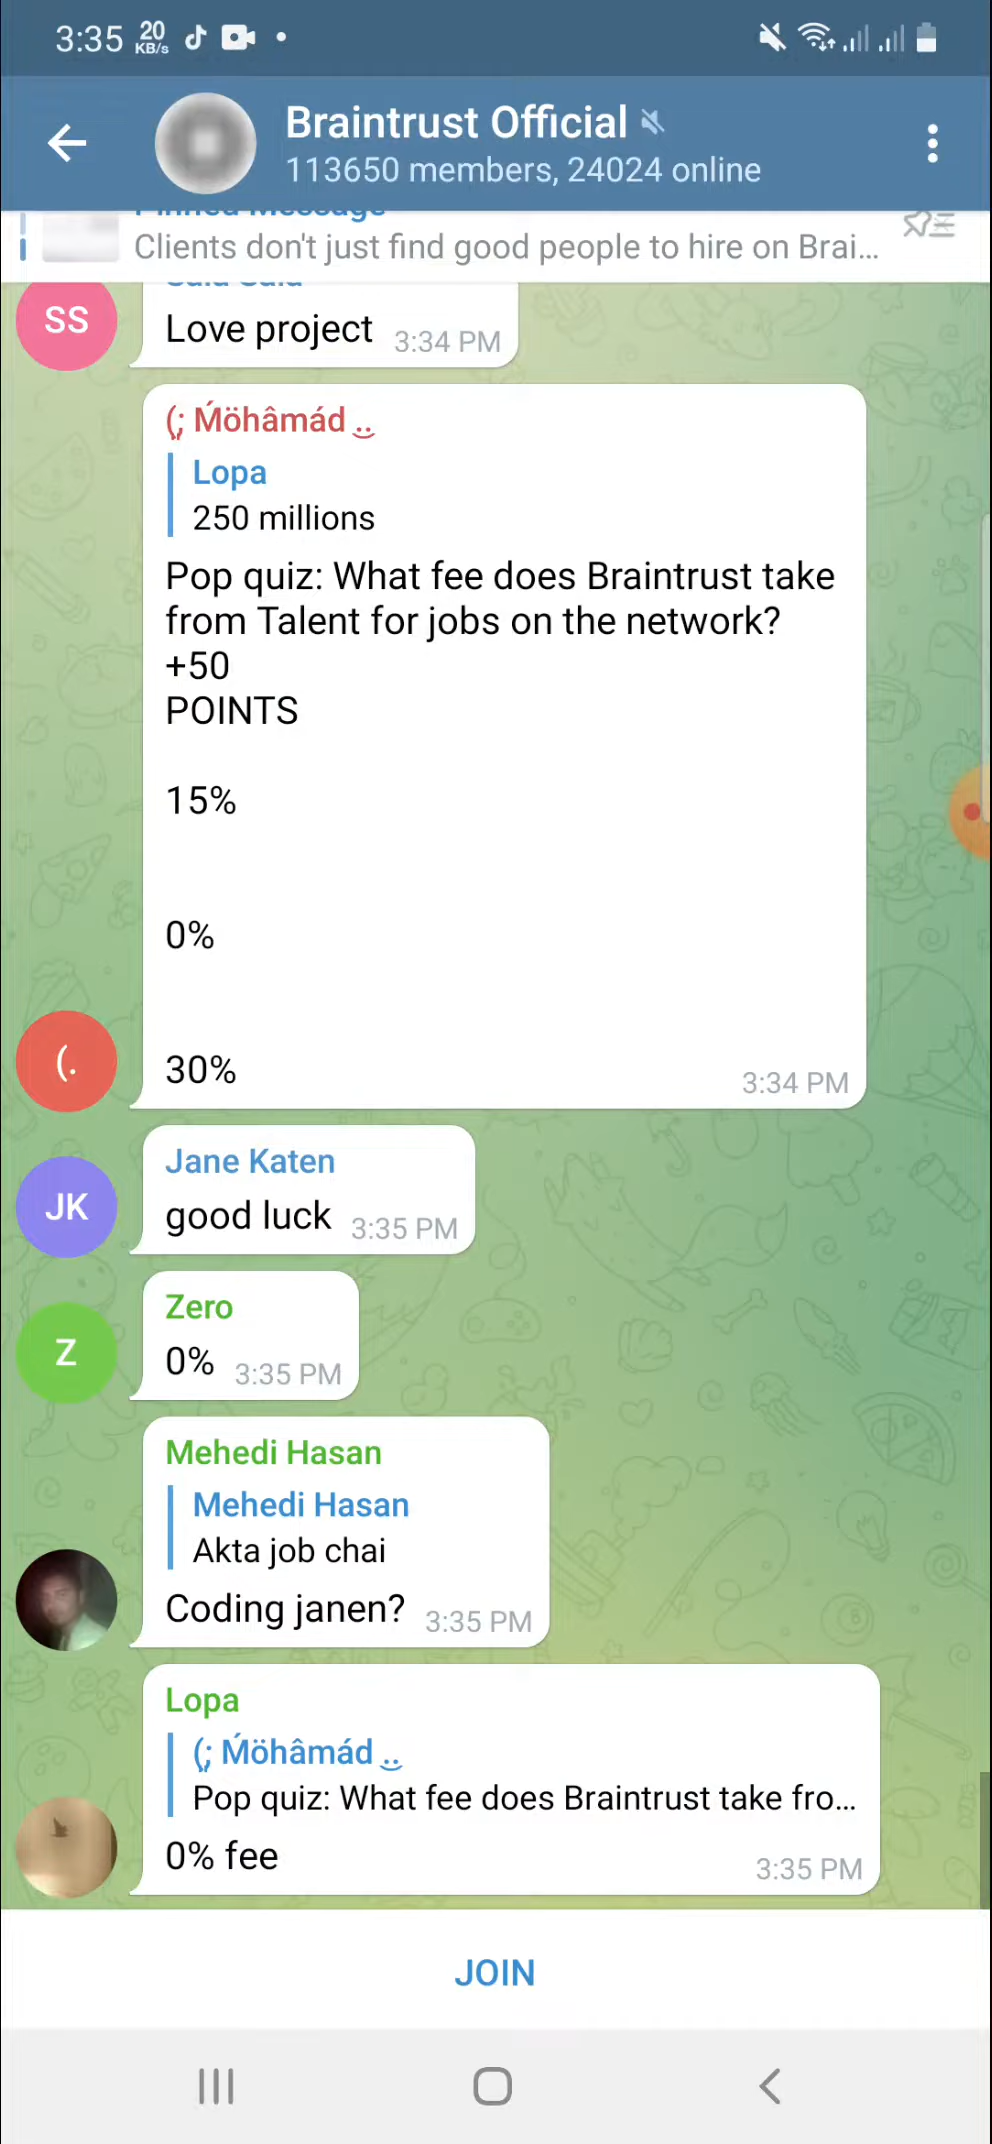 3:35 20 KB/s
Braintrust Official
113650 members, 24024 online
Pinned Message
Clients don't just find good people to hire on Brai...
SS
Love project 3:34 PM
(; Ḿöhâmád ..
Lopa
250 millions
Pop quiz: What fee does Braintrust take
from Talent for jobs on the network?
+50
POINTS
15%
0%
30%
(.
3:34 PM
Jane Katen
JK
good luck 3:35 PM
Zero
Z
0% 3:35 PM
Mehedi Hasan
Mehedi Hasan
Akta job chai
Coding janen? 3:35 PM
Lopa
(; Ḿöhâmád ..
Pop quiz: What fee does Braintrust take fro...
0% fee
3:35 PM
JOIN